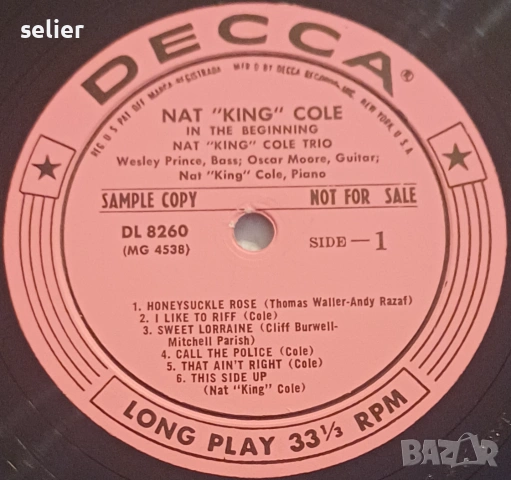 selier
DECCA®
REG U S PAT OFF MARCA REGISTRADA MF'D BY DECCA RECORDS, INC. NEW YORK U.S.A.
NAT "KING" COLE
IN THE BEGINNING
NAT "KING" COLE TRIO
Wesley Prince, Bass; Oscar Moore, Guitar;
Nat "King" Cole, Piano
SAMPLE COPY NOT FOR SALE
DL 8260
(MG 4538)
SIDE — 1
1. HONEYSUCKLE ROSE (Thomas Waller-Andy Razaf)
2. I LIKE TO RIFF (Cole)
3. SWEET LORRAINE (Cliff Burwell-
Mitchell Parish)
4. CALL THE POLICE (Cole)
5. THAT AIN'T RIGHT (Cole)
6. THIS SIDE UP
(Nat "King" Cole)
LONG PLAY 33⅓ RPM
BAZAR